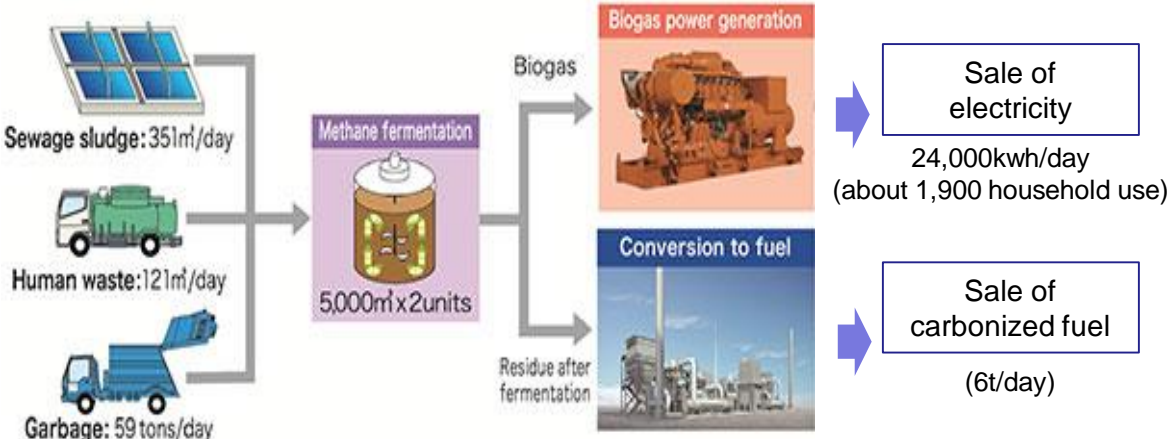 Sewage sludge: 351㎥/day
Human waste: 121㎥/day
Garbage: 59 tons/day
Methane fermentation
5,000㎥ x 2units
Biogas
Residue after
fermentation
Biogas power generation
Conversion to fuel
Sale of
electricity
24,000kwh/day
(about 1,900 household use)
Sale of
carbonized fuel
(6t/day)